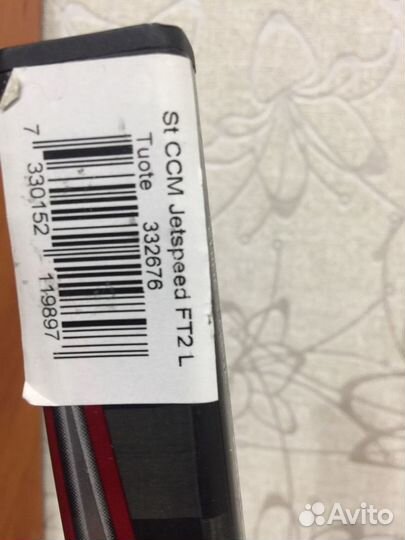 St CCM Jetspeed FT2 L
Tuote 332676
7 330152 119897
Avito